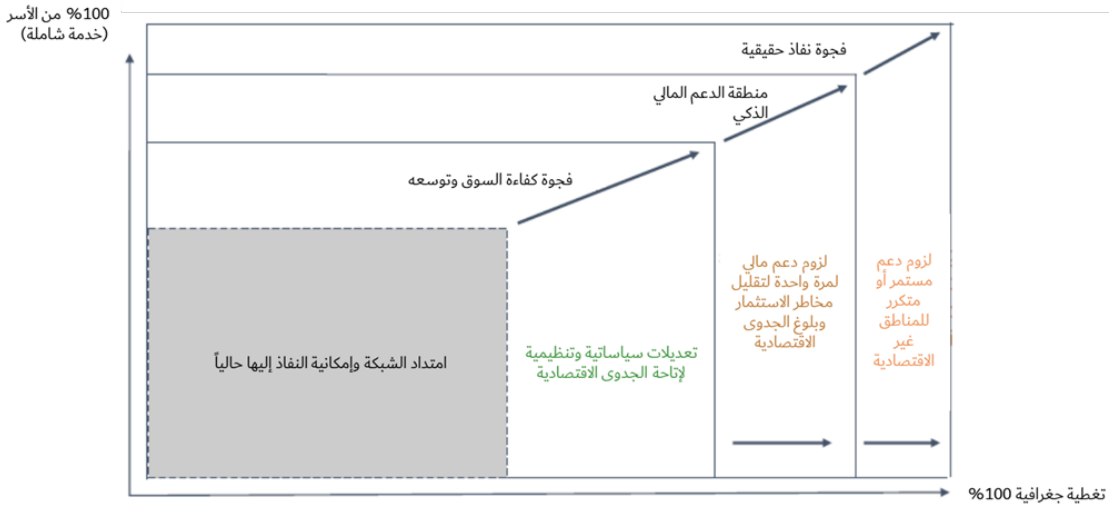 %100 من الأسر
(خدمة شاملة)
فجوة نفاذ حقيقية
منطقة الدعم المالي
الذكي
فجوة كفاءة السوق وتوسعه
لزوم دعم
مستمر أو
متكرر
للمناطق
غير
الاقتصادية
لزوم دعم مالي
لمرة واحدة لتقليل
مخاطر الاستثمار
وبلوغ الجدوى
الاقتصادية
تعديلات سياساتية وتنظيمية
لإتاحة الجدوى الاقتصادية
امتداد الشبكة وإمكانية النفاذ إليها حالياً
تغطية جغرافية 100%